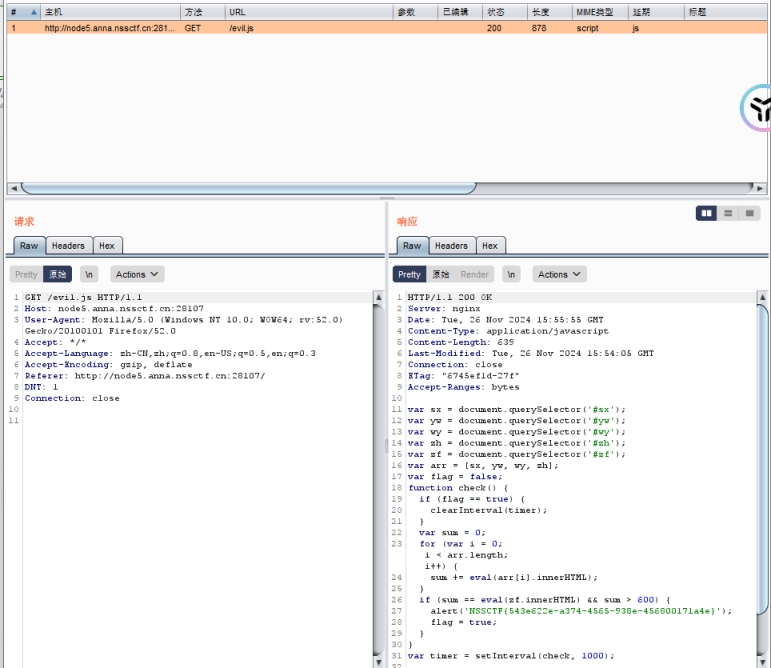 # 主机 方法 URL 参数 已编辑 状态 长度 MIME类型 延期 标题
1 http://node5.anna.nssctf.cn:281... GET /evil.js 200 878 script js
请求
Raw Headers Hex
Pretty 原始 \n Actions
1 GET /evil.js HTTP/1.1
2 Host: node5.anna.nssctf.cn:28107
3 User-Agent: Mozilla/5.0 (Windows NT 10.0; WOW64; rv:52.0)
Gecko/20100101 Firefox/52.0
4 Accept: */*
5 Accept-Language: zh-CN,zh;q=0.8,en-US;q=0.5,en;q=0.3
6 Accept-Encoding: gzip, deflate
7 Referer: http://node5.anna.nssctf.cn:28107/
8 DNT: 1
9 Connection: close
10
11
响应
Raw Headers Hex
Pretty 原始 Render \n Actions
1 HTTP/1.1 200 OK
2 Server: nginx
3 Date: Tue, 26 Nov 2024 15:55:55 GMT
4 Content-Type: application/javascript
5 Content-Length: 639
6 Last-Modified: Tue, 26 Nov 2024 15:54:05 GMT
7 Connection: close
8 ETag: "6745ef1d-27f"
9 Accept-Ranges: bytes
10
11 var sx = document.querySelector('#sx');
12 var yw = document.querySelector('#yw');
13 var wy = document.querySelector('#wy');
14 var zh = document.querySelector('#zh');
15 var zf = document.querySelector('#zf');
16 var arr = [sx, yw, wy, zh];
17 var flag = false;
18 function check() {
19 if (flag == true) {
20 clearInterval(timer);
21 }
22 var sum = 0;
23 for (var i = 0;
i < arr.length;
i++) {
24 sum += eval(arr[i].innerHTML);
25 }
26 if (sum == eval(zf.innerHTML) && sum > 600) {
27 alert('NSSCTF{543e622e-a374-4565-938e-456800171a4e}');
28 flag = true;
29 }
30 }
31 var timer = setInterval(check, 1000);
32